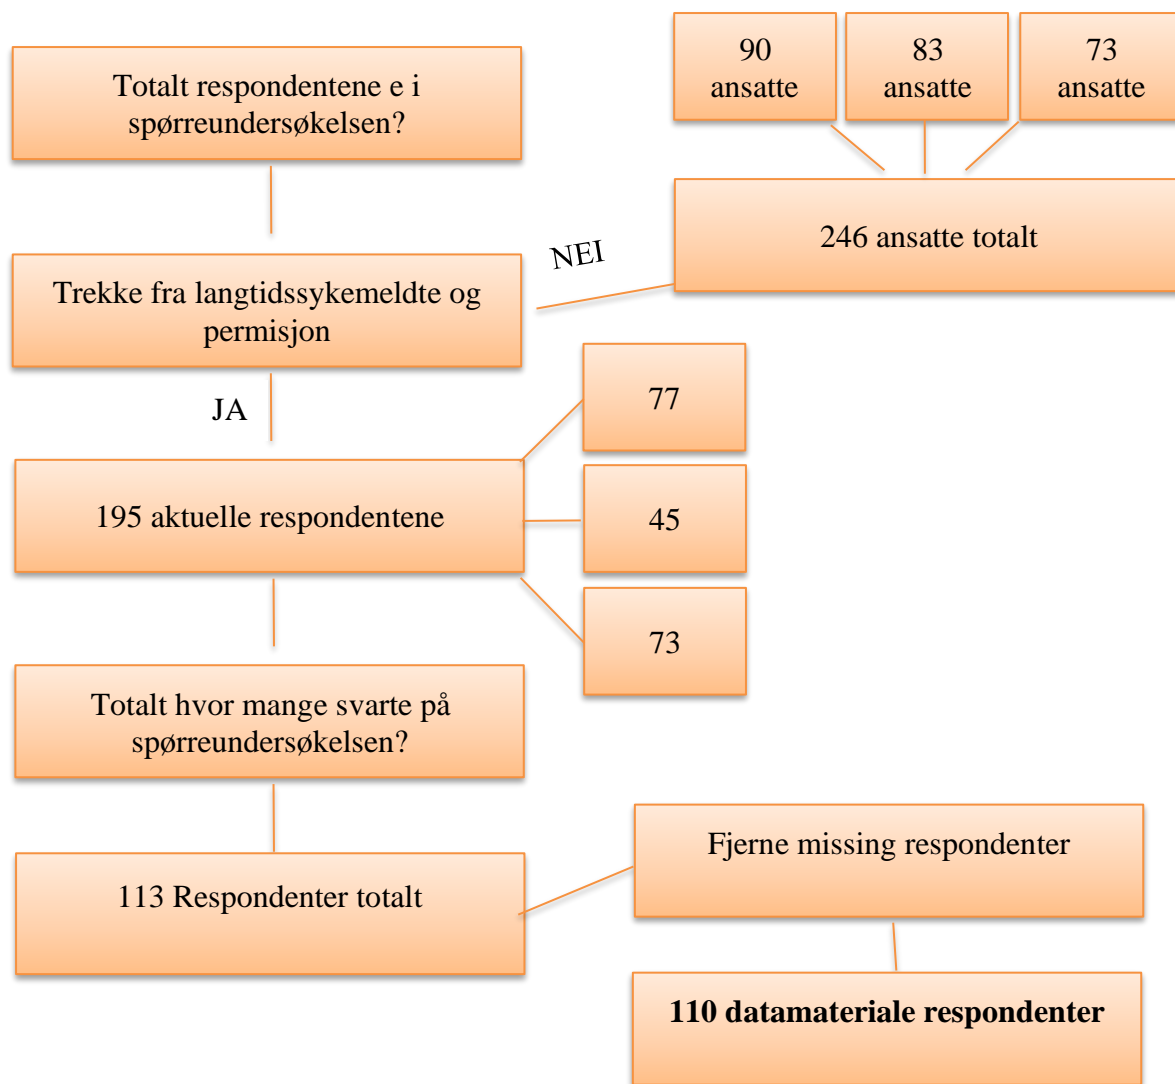 90
ansatte
83
ansatte
73
ansatte
Totalt respondentene e i
spørreundersøkelsen?
246 ansatte totalt
NEI
Trekke fra langtidssykemeldte og
permisjon
JA
77
195 aktuelle respondentene
45
73
Totalt hvor mange svarte på
spørreundersøkelsen?
Fjerne missing respondenter
113 Respondenter totalt
110 datamateriale respondenter